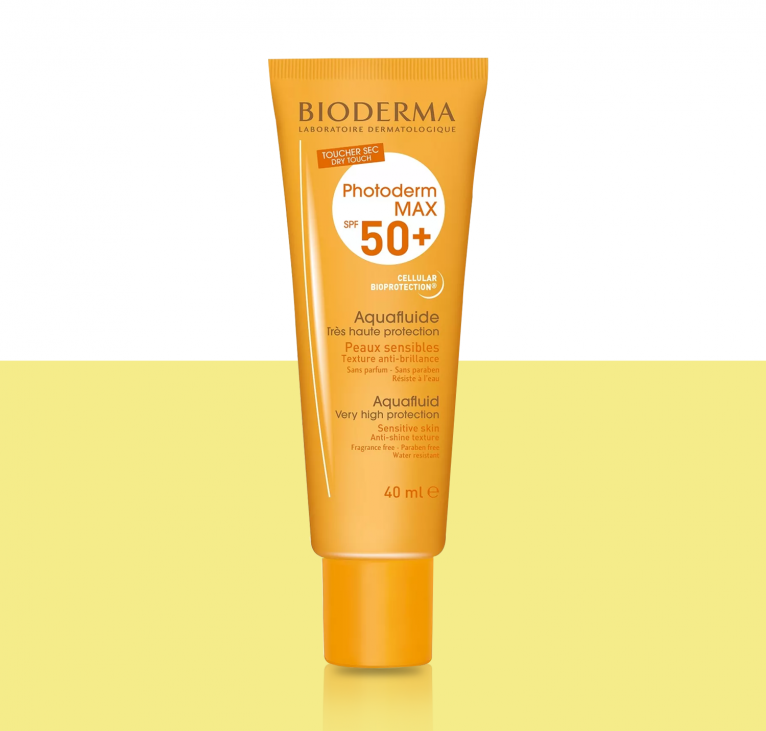 BIODERMA
LABORATOIRE DERMATOLOGIQUE
TOUCHER SEC
DRY TOUCH
Photoderm
MAX
SPF 50+
CELLULAR
BIOPROTECTION®
Aquafluide
Très haute protection
Peaux sensibles
Texture anti-brillance
Sans parfum - Sans paraben
Résiste à l'eau
Aquafluid
Very high protection
Sensitive skin
Anti-shine texture
Fragrance free - Paraben free
Water resistant
40 ml ℮